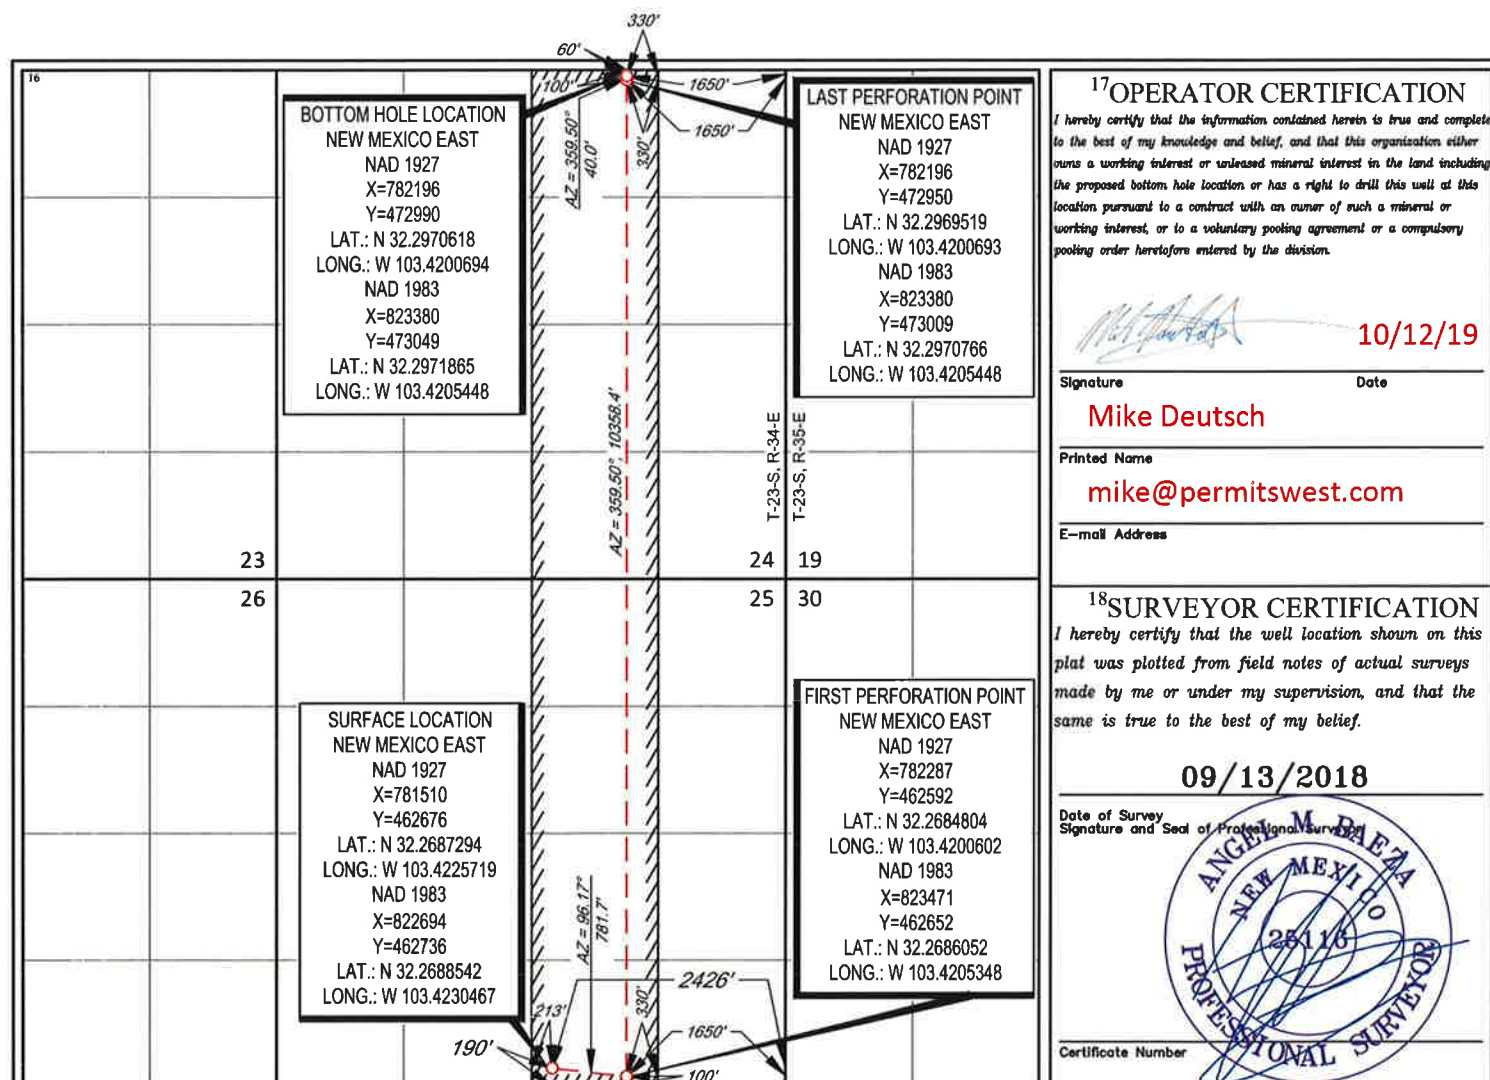 330'
60'
16
100'
1650'
1650'
330'
AZ = 359.50°
40.0'
BOTTOM HOLE LOCATION
NEW MEXICO EAST
NAD 1927
X=782196
Y=472990
LAT.: N 32.2970618
LONG.: W 103.4200694
NAD 1983
X=823380
Y=473049
LAT.: N 32.2971865
LONG.: W 103.4205448
LAST PERFORATION POINT
NEW MEXICO EAST
NAD 1927
X=782196
Y=472950
LAT.: N 32.2969519
LONG.: W 103.4200693
NAD 1983
X=823380
Y=473009
LAT.: N 32.2970766
LONG.: W 103.4205448
AZ = 359.50°, 10358.4'
T-23-S, R-34-E
T-23-S, R-35-E
23
24 19
26
25 30
SURFACE LOCATION
NEW MEXICO EAST
NAD 1927
X=781510
Y=462676
LAT.: N 32.2687294
LONG.: W 103.4225719
NAD 1983
X=822694
Y=462736
LAT.: N 32.2688542
LONG.: W 103.4230467
FIRST PERFORATION POINT
NEW MEXICO EAST
NAD 1927
X=782287
Y=462592
LAT.: N 32.2684804
LONG.: W 103.4200602
NAD 1983
X=823471
Y=462652
LAT.: N 32.2686052
LONG.: W 103.4205348
AZ = 96.17°
781.7'
2426'
213'
330'
190'
1650'
100'
17OPERATOR CERTIFICATION
I hereby certify that the information contained herein is true and complete
to the best of my knowledge and belief, and that this organization either
owns a working interest or unleased mineral interest in the land including
the proposed bottom hole location or has a right to drill this well at this
location pursuant to a contract with an owner of such a mineral or
working interest, or to a voluntary pooling agreement or a compulsory
pooling order heretofore entered by the division.
10/12/19
Signature Date
Mike Deutsch
Printed Name
mike@permitswest.com
E-mail Address
18SURVEYOR CERTIFICATION
I hereby certify that the well location shown on this
plat was plotted from field notes of actual surveys
made by me or under my supervision, and that the
same is true to the best of my belief.
09/13/2018
Date of Survey
Signature and Seal of Professional Surveyor:
ANGEL M. BAEZA
NEW MEXICO
25116
PROFESSIONAL SURVEYOR
Certificate Number